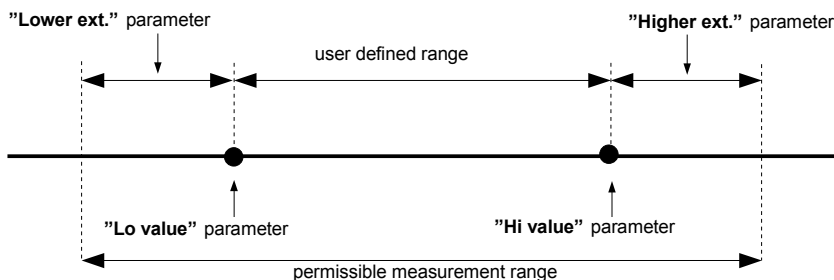 ”Lower ext.” parameter
”Higher ext.” parameter
user defined range
”Lo value” parameter
”Hi value” parameter
permissible measurement range